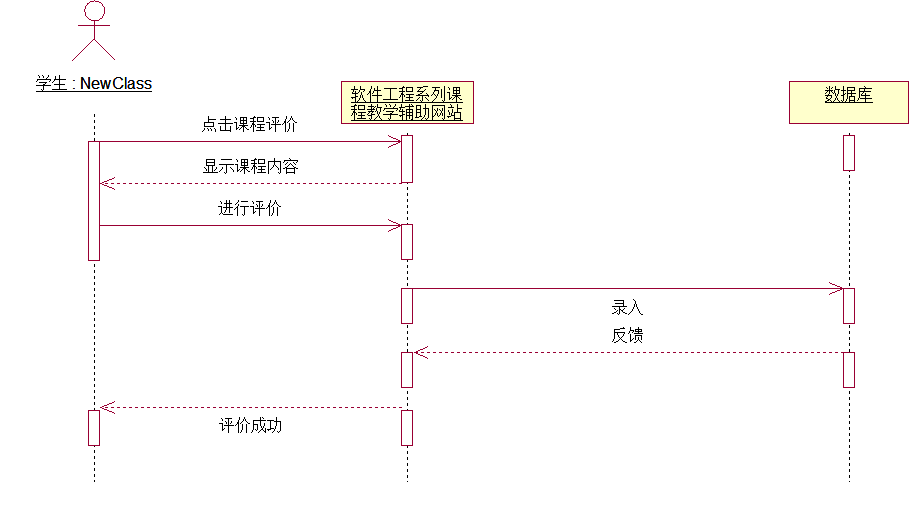 学生 : NewClass
软件工程系列课
程教学辅助网站
数据库
点击课程评价
显示课程内容
进行评价
录入
反馈
评价成功